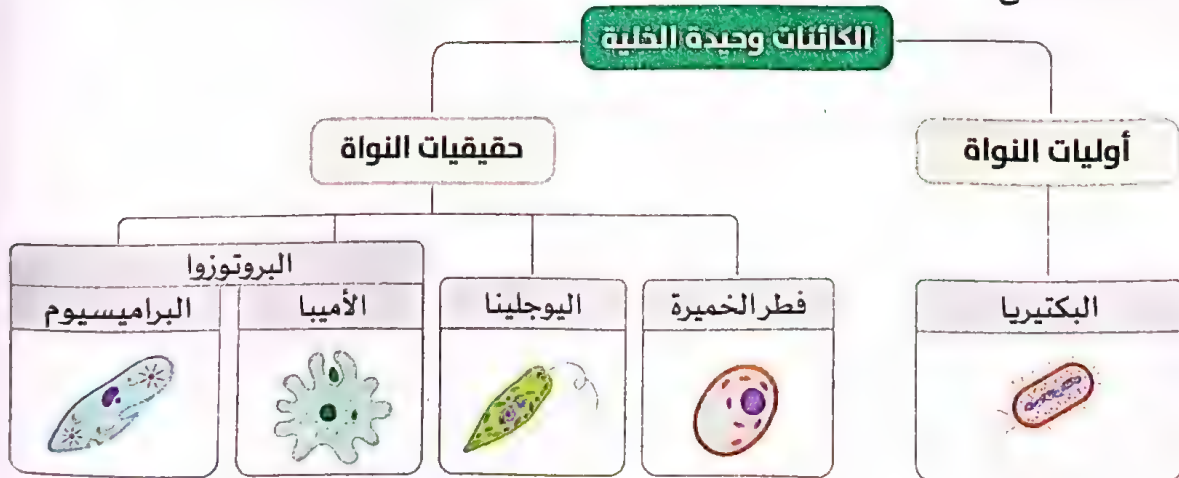 الكائنات وحيدة الخلية
أوليات النواة
حقيقيات النواة
البكتيريا
فطر الخميرة
اليوجلينا
البروتوزوا
الأميبا
البراميسيوم